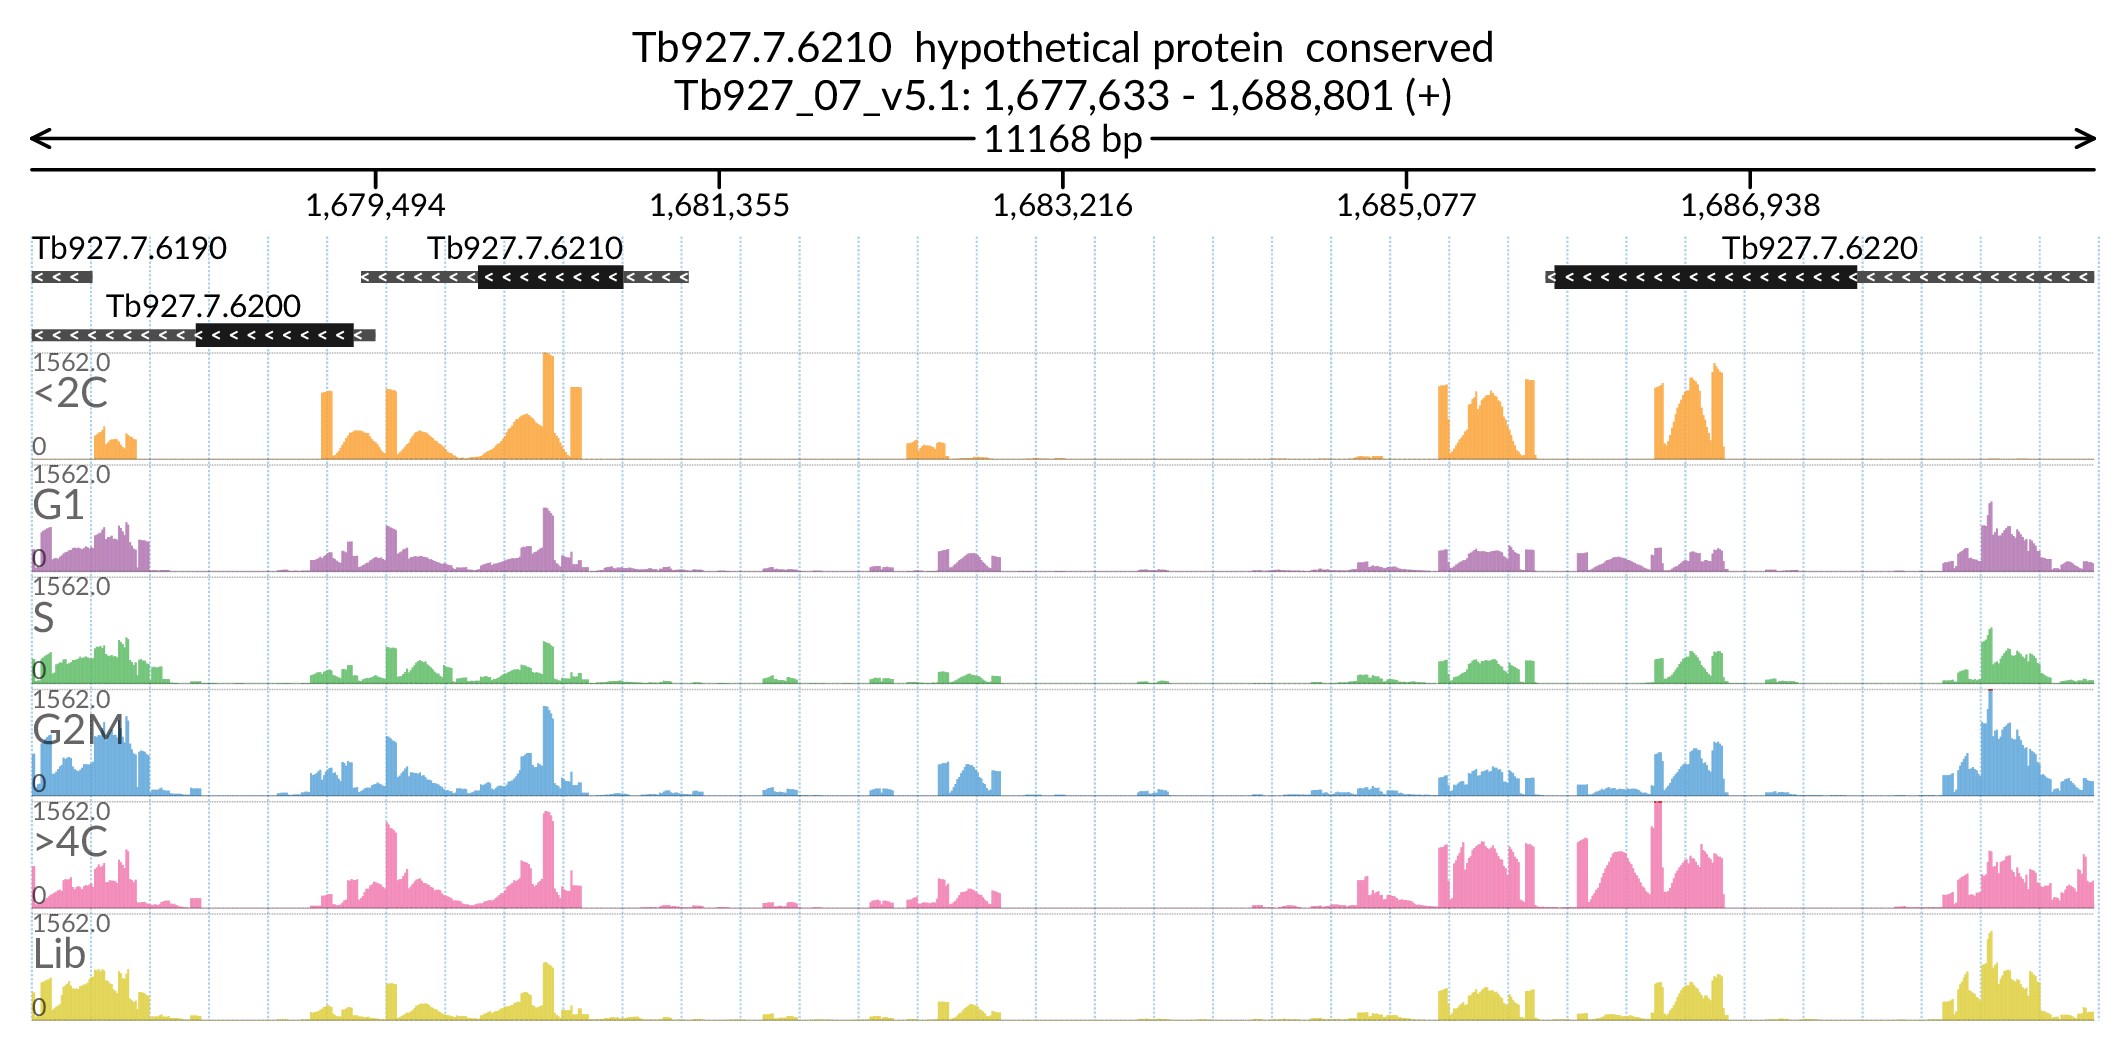 Tb927.7.6210  hypothetical protein  conserved
Tb927_07_v5.1: 1,677,633 - 1,688,801 (+)
11168 bp
1,679,494 1,681,355 1,683,216 1,685,077 1,686,938
Tb927.7.6190 Tb927.7.6210 Tb927.7.6220
Tb927.7.6200
1562.0
<2C
0
1562.0
G1
0
1562.0
S
0
1562.0
G2M
0
1562.0
>4C
0
1562.0
Lib
0